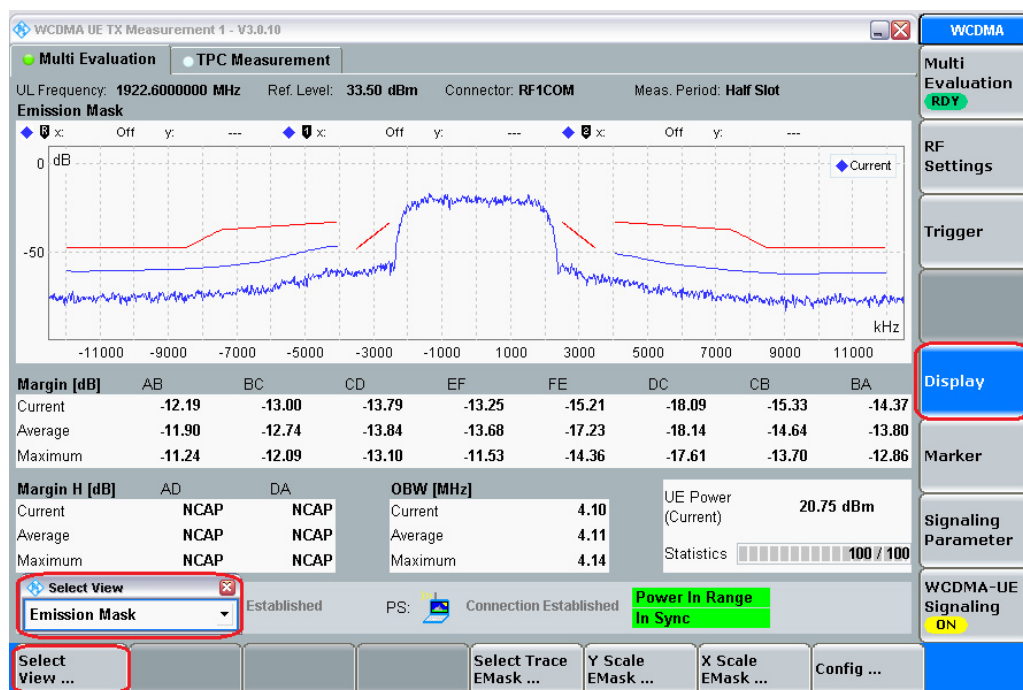 WCDMA UE TX Measurement 1 - V3.0.10
WCDMA
Multi Evaluation TPC Measurement
Multi Evaluation RDY
UL Frequency: 1922.6000000 MHz Ref. Level: 33.50 dBm Connector: RF1COM Meas. Period: Half Slot
Emission Mask
R x: Off y: --- 1 x: Off y: --- 2 x: Off y: ---
0 dB
Current
-50
kHz
-11000 -9000 -7000 -5000 -3000 -1000 1000 3000 5000 7000 9000 11000
RF Settings
Trigger
Display
Marker
Signaling Parameter
WCDMA-UE Signaling ON
Margin [dB] AB BC CD EF FE DC CB BA
Current -12.19 -13.00 -13.79 -13.25 -15.21 -18.09 -15.33 -14.37
Average -11.90 -12.74 -13.84 -13.68 -17.23 -18.14 -14.64 -13.80
Maximum -11.24 -12.09 -13.10 -11.53 -14.36 -17.61 -13.70 -12.86
Margin H [dB] AD DA OBW [MHz]
Current NCAP NCAP Current 4.10
Average NCAP NCAP Average 4.11
Maximum NCAP NCAP Maximum 4.14
UE Power (Current) 20.75 dBm
Statistics 100 / 100
Select View
Emission Mask
Established PS: Connection Established
Power In Range
In Sync
Select View ...
Select Trace EMask ...
Y Scale EMask ...
X Scale EMask ...
Config ...